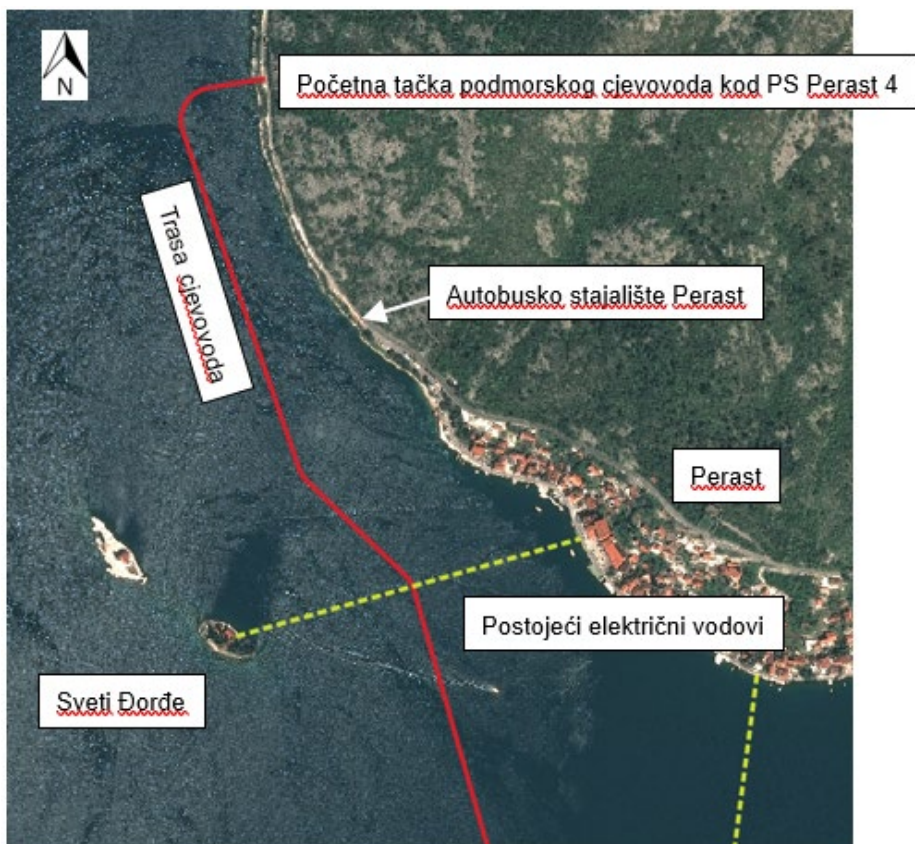 N
Početna tačka podmorskog cjevovoda kod PS Perast 4
Trasa cjevovoda
Autobusko stajalište Perast
Perast
Postojeći električni vodovi
Sveti Đorđe